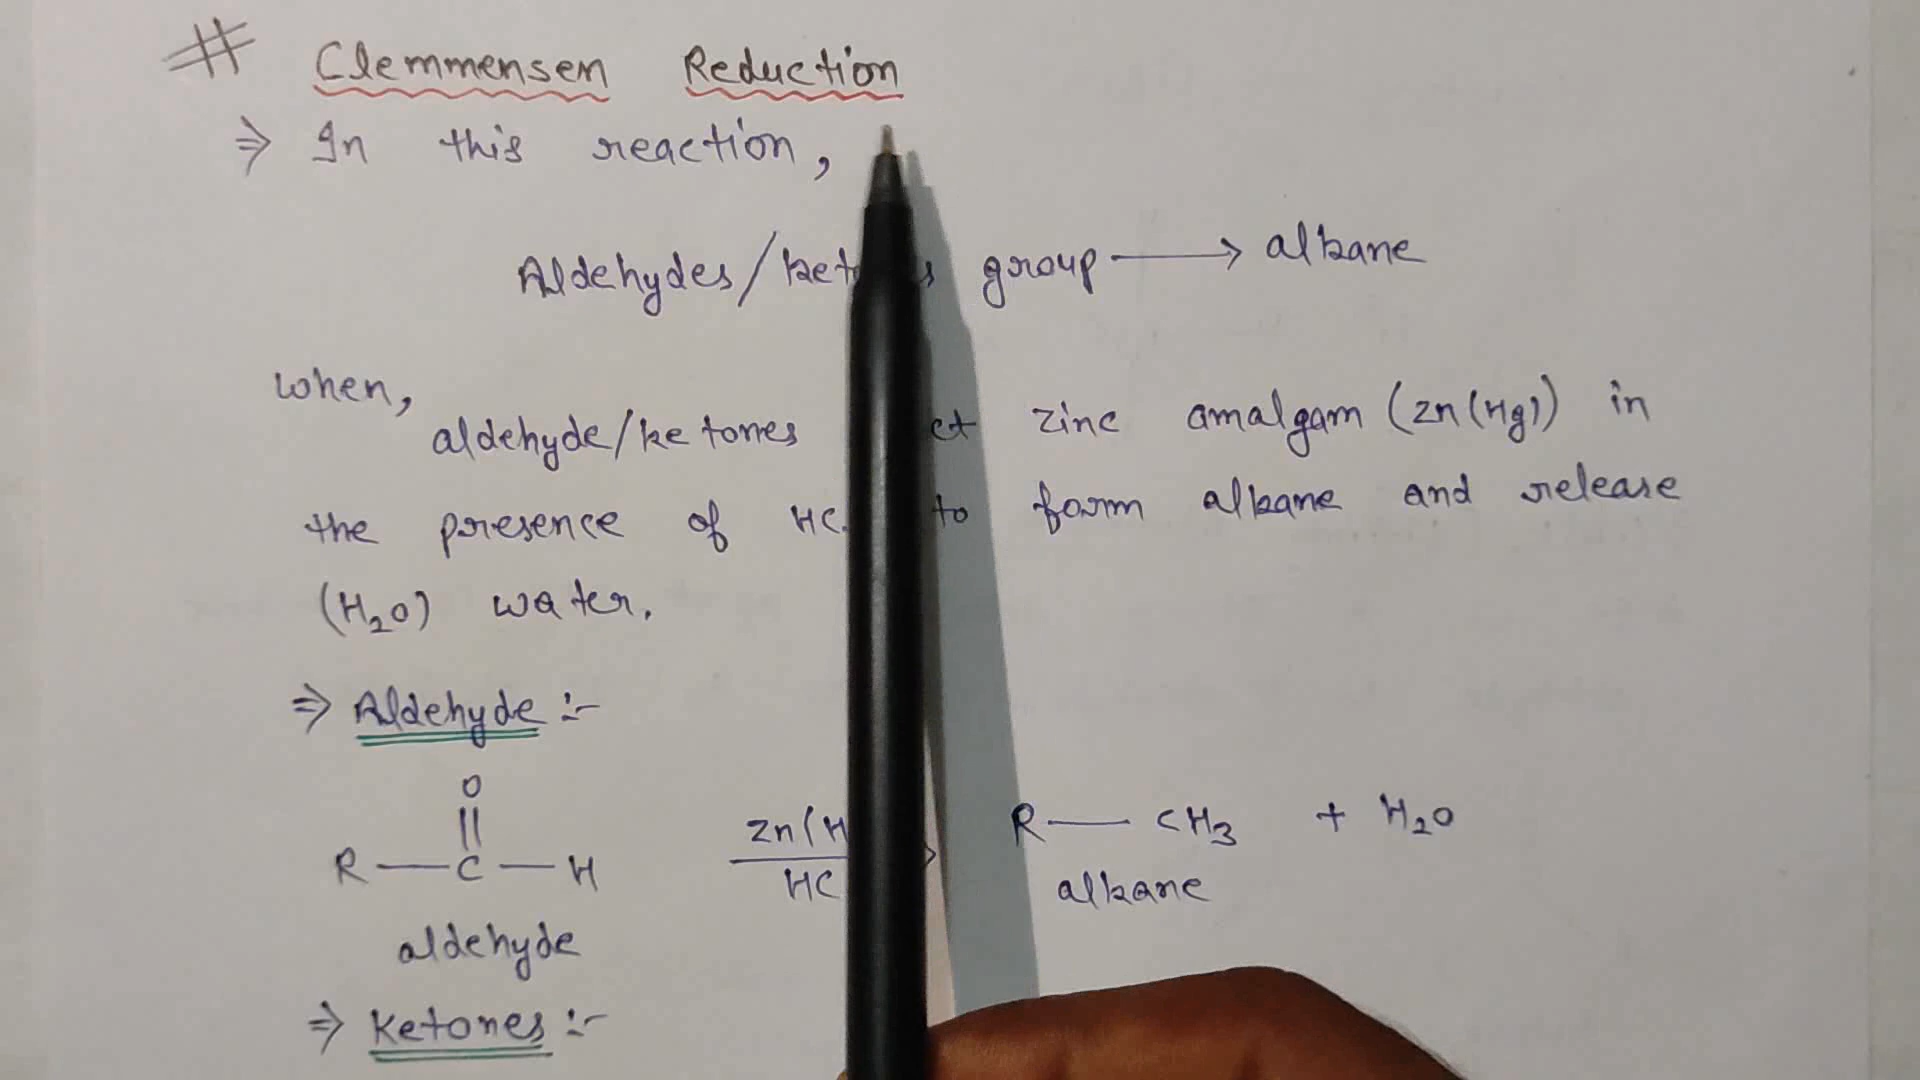 # Clemmensen Reduction
⇒ In this reaction,
Aldehydes/ group ⟶ alkane
when,
aldehyde/ketones zinc amalgam (Zn(Hg)) in
the presence of to form alkane and release
(H₂O) water.
⇒ Aldehyde :-
O
||
R — C — H R — CH₃ + H₂O
aldehyde alkane
⇒ Ketones :-